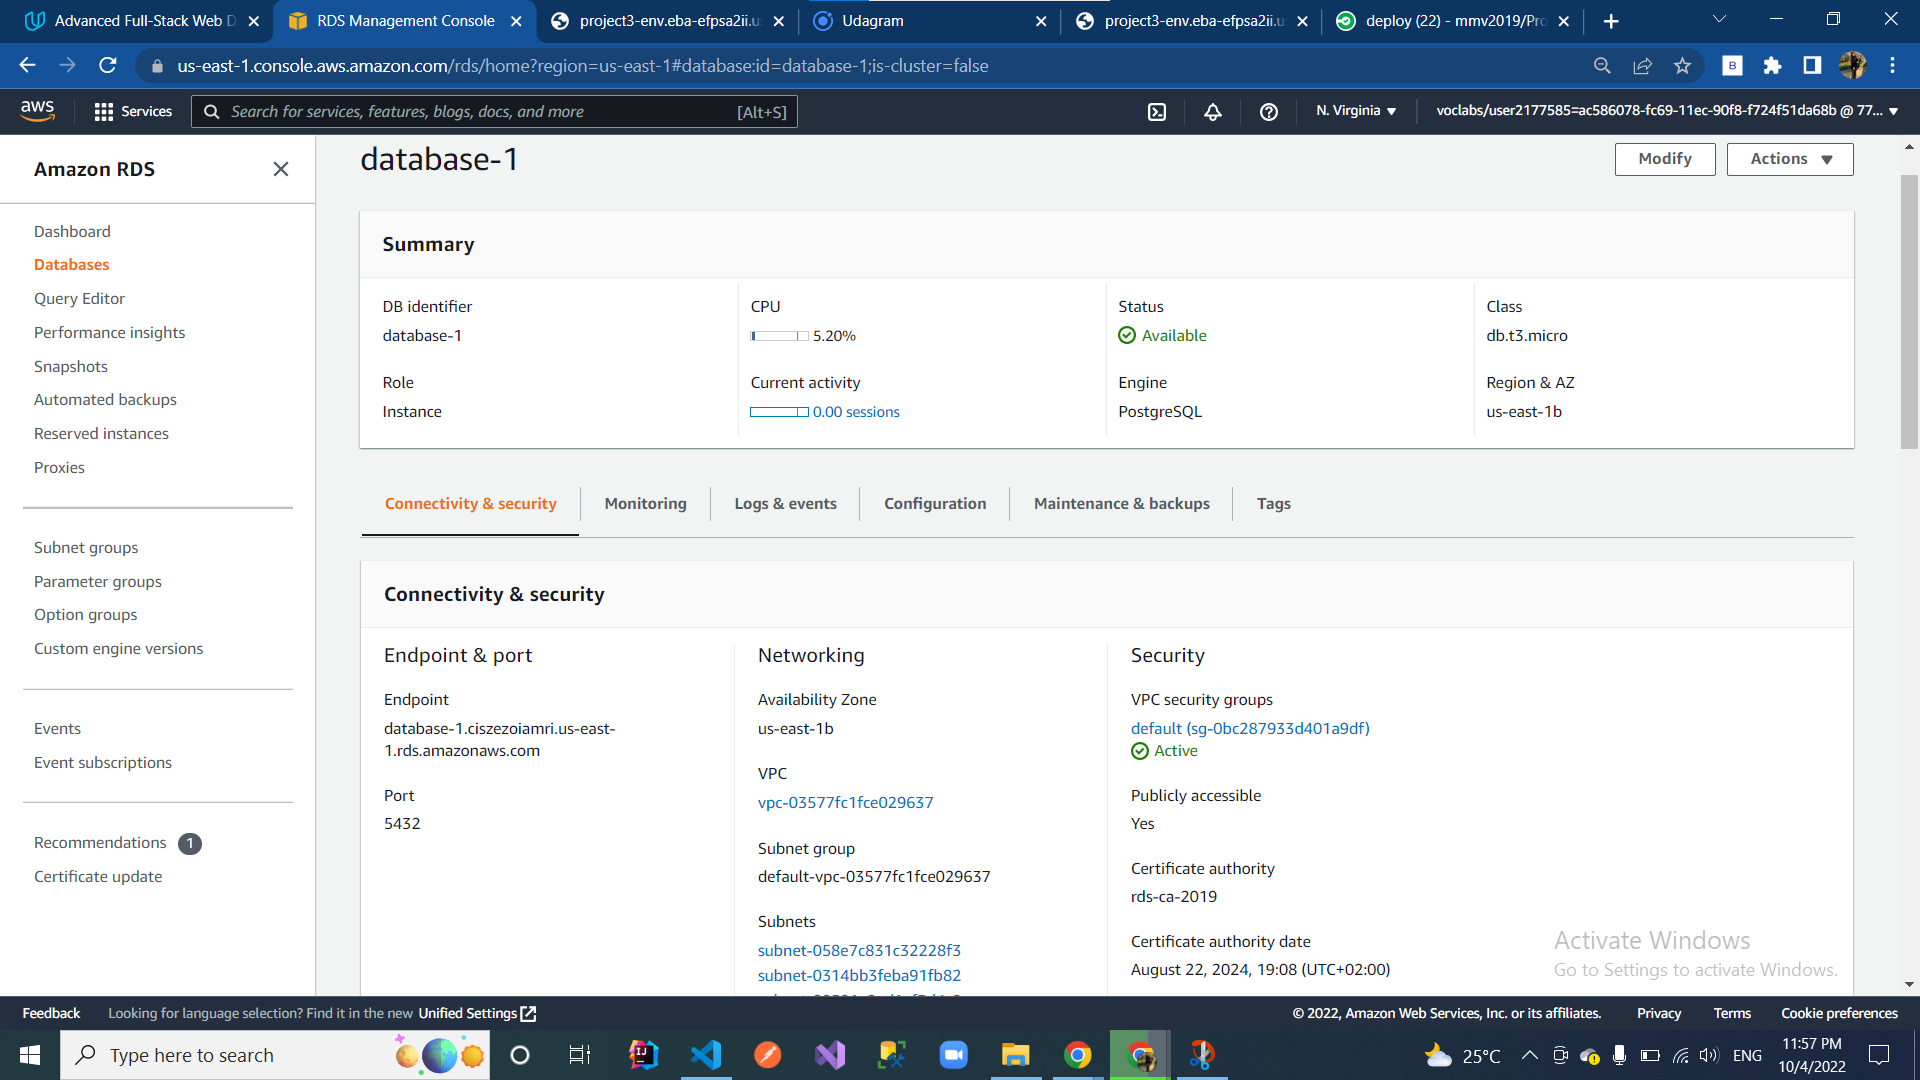 Advanced Full-Stack Web D
RDS Management Console
project3-env.eba-efpsa2ii.u
Udagram
project3-env.eba-efpsa2ii.u
deploy (22) - mmv2019/Pro
us-east-1.console.aws.amazon.com/rds/home?region=us-east-1#database:id=database-1;is-cluster=false
B
aws
Services
Search for services, features, blogs, docs, and more
[Alt+S]
N. Virginia
voclabs/user2177585=ac586078-fc69-11ec-90f8-f724f51da68b @ 77...
Amazon RDS
Dashboard
Databases
Query Editor
Performance insights
Snapshots
Automated backups
Reserved instances
Proxies
Subnet groups
Parameter groups
Option groups
Custom engine versions
Events
Event subscriptions
Recommendations 1
Certificate update
database-1
Modify
Actions
Summary
DB identifier
database-1
CPU
5.20%
Status
Available
Class
db.t3.micro
Role
Instance
Current activity
0.00 sessions
Engine
PostgreSQL
Region & AZ
us-east-1b
Connectivity & security
Monitoring
Logs & events
Configuration
Maintenance & backups
Tags
Connectivity & security
Endpoint & port
Endpoint
database-1.ciszezoiamri.us-east-
1.rds.amazonaws.com
Port
5432
Networking
Availability Zone
us-east-1b
VPC
vpc-03577fc1fce029637
Subnet group
default-vpc-03577fc1fce029637
Subnets
subnet-058e7c831c32228f3
subnet-0314bb3feba91fb82
Security
VPC security groups
default (sg-0bc287933d401a9df)
Active
Publicly accessible
Yes
Certificate authority
rds-ca-2019
Certificate authority date
August 22, 2024, 19:08 (UTC+02:00)
Activate Windows
Go to Settings to activate Windows.
Feedback
Looking for language selection? Find it in the new Unified Settings
© 2022, Amazon Web Services, Inc. or its affiliates.
Privacy
Terms
Cookie preferences
Type here to search
25°C
ENG
11:57 PM
10/4/2022